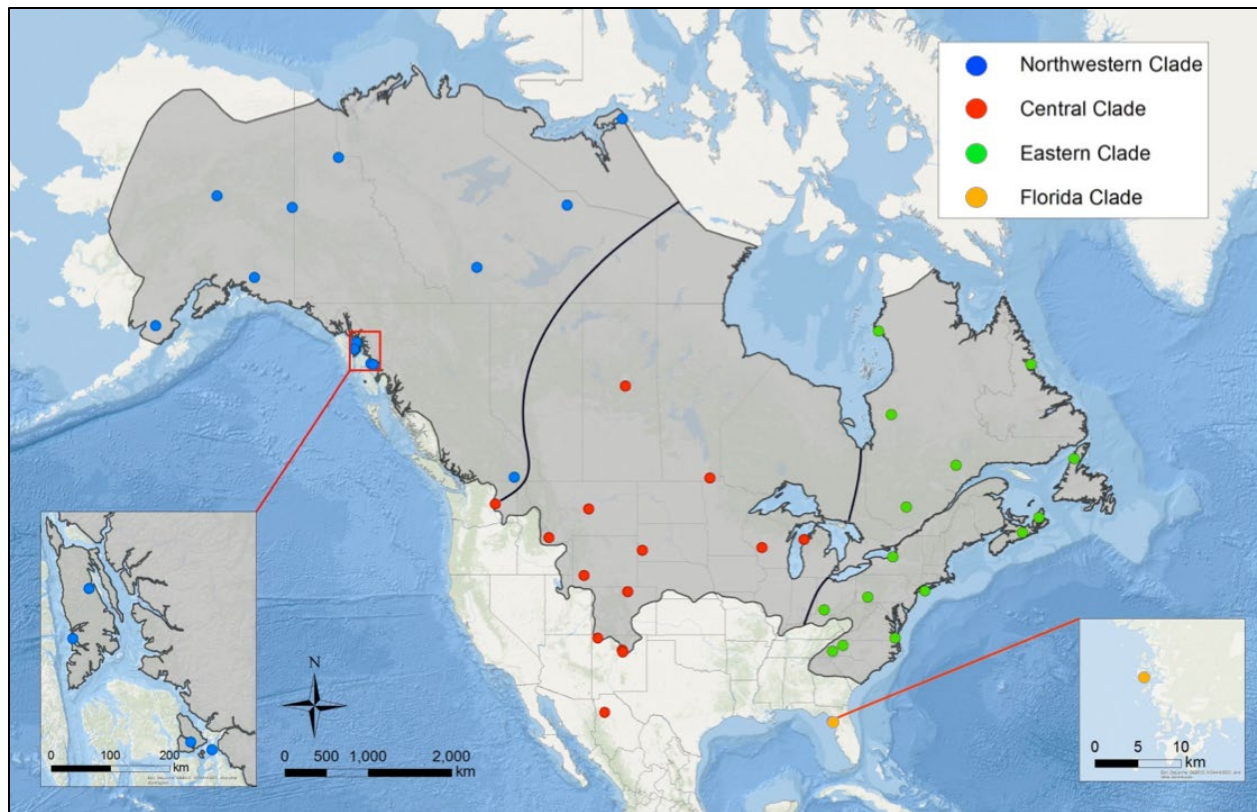 Northwestern Clade
Central Clade
Eastern Clade
Florida Clade
N
0 500 1,000 2,000
km
0 100 200
km
0 5 10
km